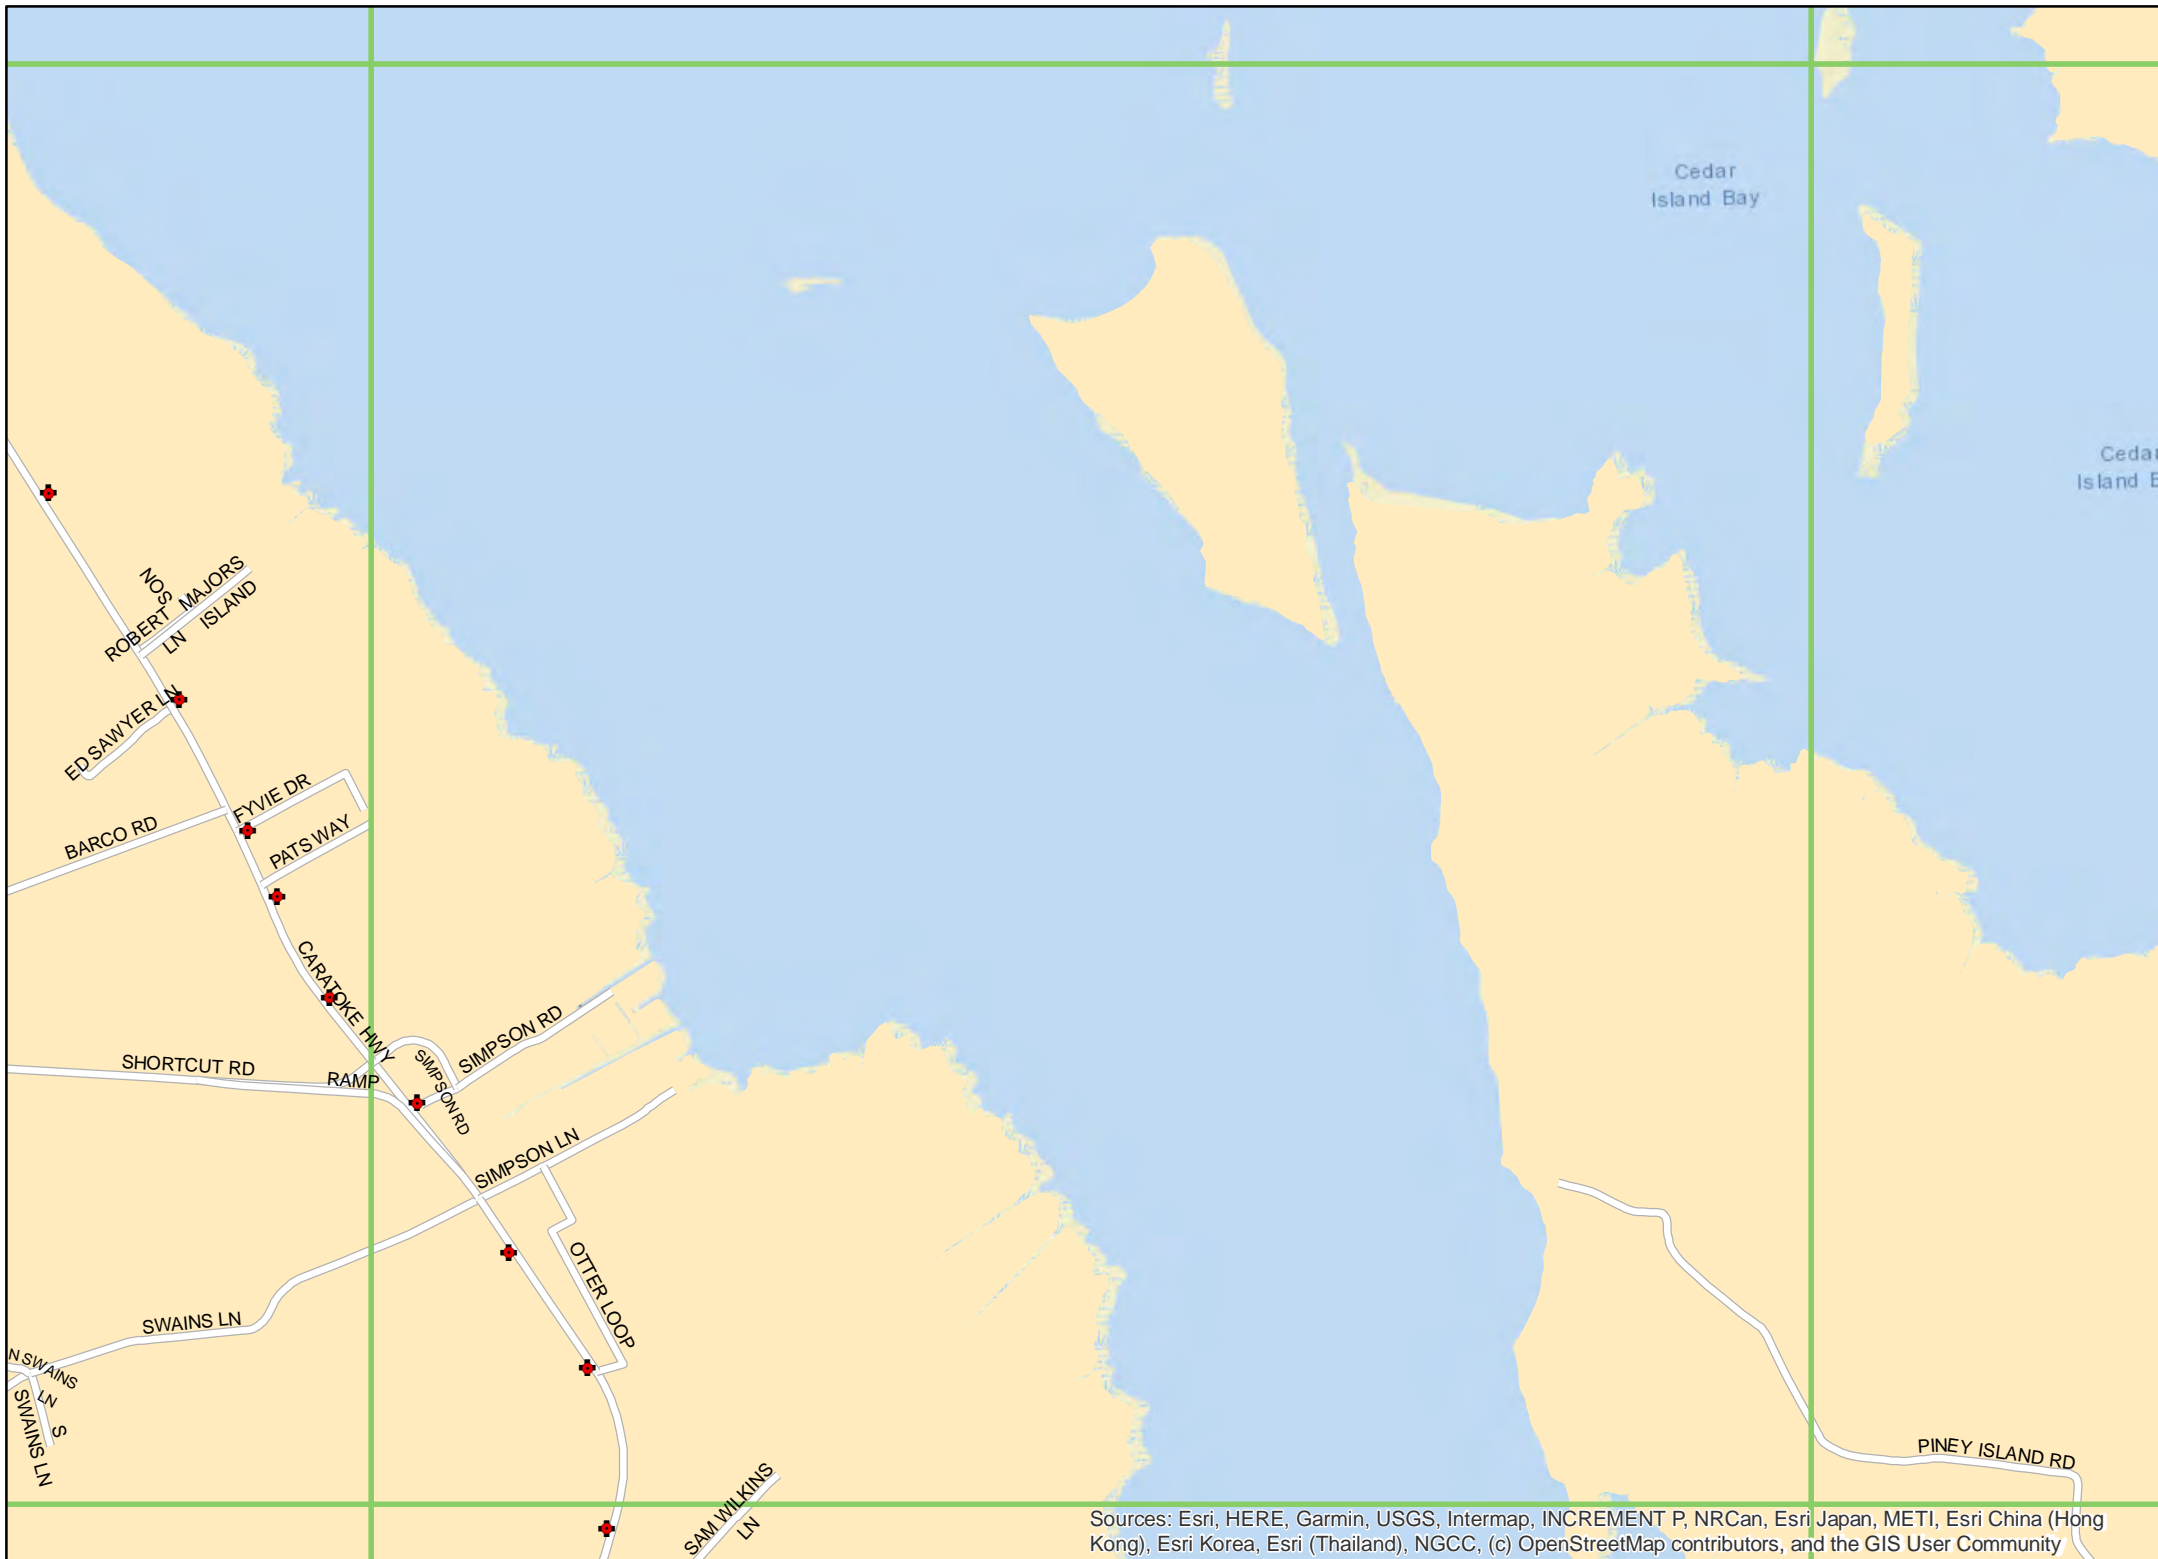 Cedar
Island Bay
Cedar
Island B
SON
ROBERT MAJORS
LN ISLAND
ED SAWYER LN
FYVIE DR
BARCO RD
PATS WAY
CARATOKE HWY
SIMPSON RD
SHORTCUT RD
RAMP
SIMPSON RD
SIMPSON LN
OTTER LOOP
SWAINS LN
N SWAINS
LN
S
SWAINS LN
PINEY ISLAND RD
SAM WILKINS
LN
Sources: Esri, HERE, Garmin, USGS, Intermap, INCREMENT P, NRCan, Esri Japan, METI, Esri China (Hong
Kong), Esri Korea, Esri (Thailand), NGCC, (c) OpenStreetMap contributors, and the GIS User Community